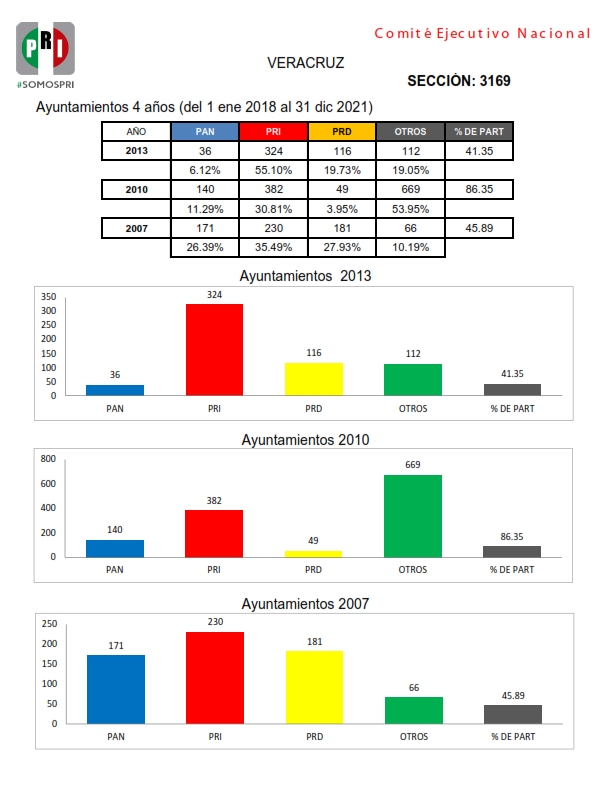 Comité Ejecutivo Nacional
PRI
#SOMOSPRI
VERACRUZ
SECCIÓN: 3169
Ayuntamientos 4 años (del 1 ene 2018 al 31 dic 2021)
AÑO PAN PRI PRD OTROS % DE PART
2013 36 324 116 112 41.35
6.12% 55.10% 19.73% 19.05%
2010 140 382 49 669 86.35
11.29% 30.81% 3.95% 53.95%
2007 171 230 181 66 45.89
26.39% 35.49% 27.93% 10.19%
Ayuntamientos 2013
350
300
250
200
150
100
50
0
36 324 116 112 41.35
PAN PRI PRD OTROS % DE PART
Ayuntamientos 2010
800
600
400
200
0
140 382 49 669 86.35
PAN PRI PRD OTROS % DE PART
Ayuntamientos 2007
250
200
150
100
50
0
171 230 181 66 45.89
PAN PRI PRD OTROS % DE PART